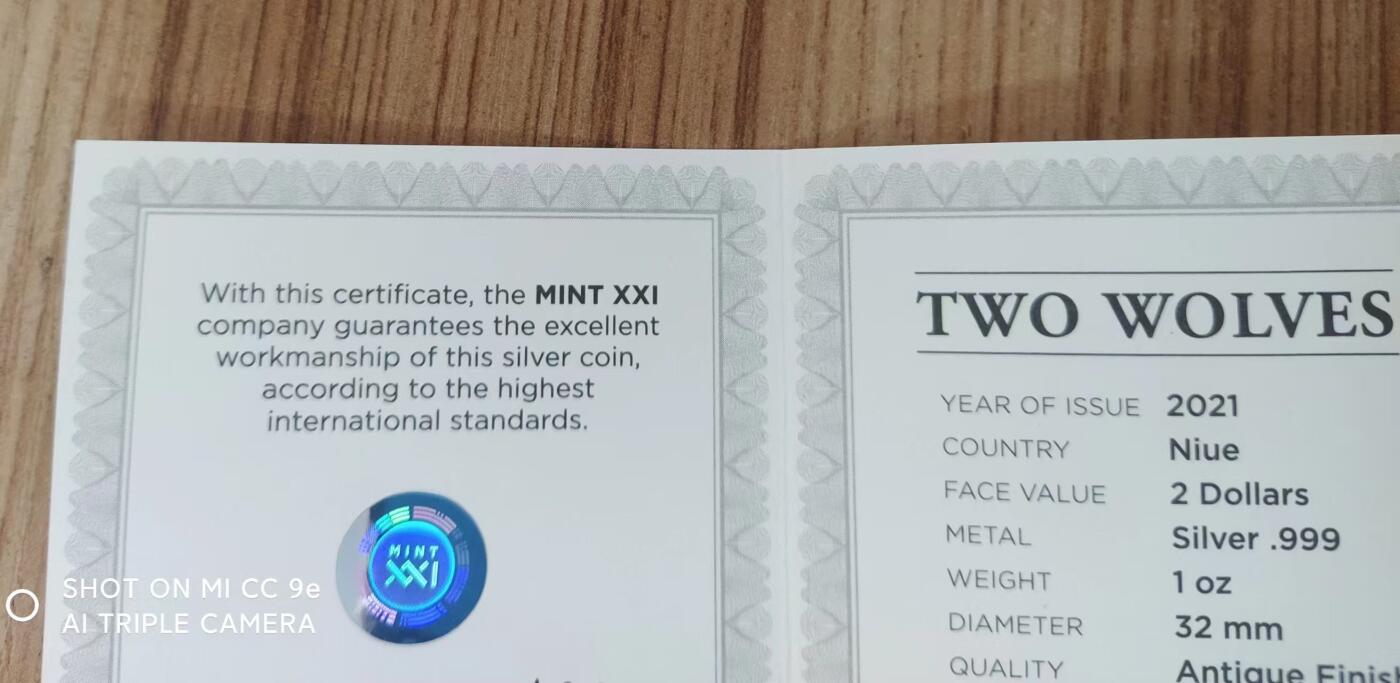 With this certificate, the MINT XXI
company guarantees the excellent
workmanship of this silver coin,
according to the highest
international standards.
MINT
XXI
TWO WOLVES
YEAR OF ISSUE 2021
COUNTRY Niue
FACE VALUE 2 Dollars
METAL Silver .999
WEIGHT 1 oz
DIAMETER 32 mm
QUALITY Antique Finish
SHOT ON MI CC 9e
AI TRIPLE CAMERA